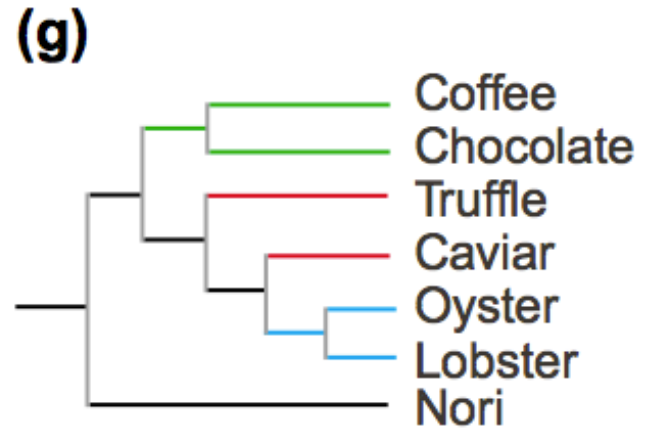 (g)
Coffee
Chocolate
Truffle
Caviar
Oyster
Lobster
Nori